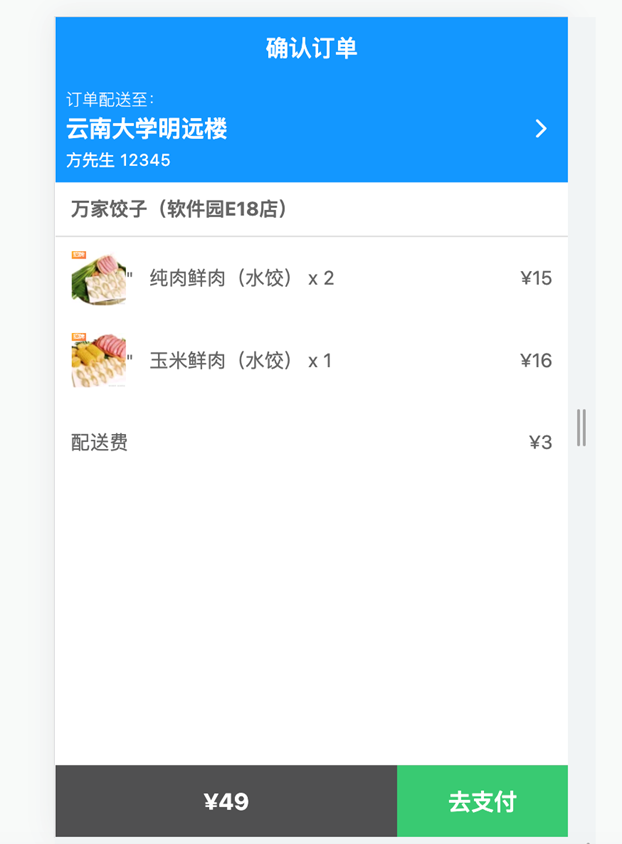 确认订单
订单配送至：
云南大学明远楼
方先生 12345
万家饺子（软件园E18店）
" 纯肉鲜肉（水饺） x 2 ¥15
" 玉米鲜肉（水饺） x 1 ¥16
配送费 ¥3
¥49 去支付